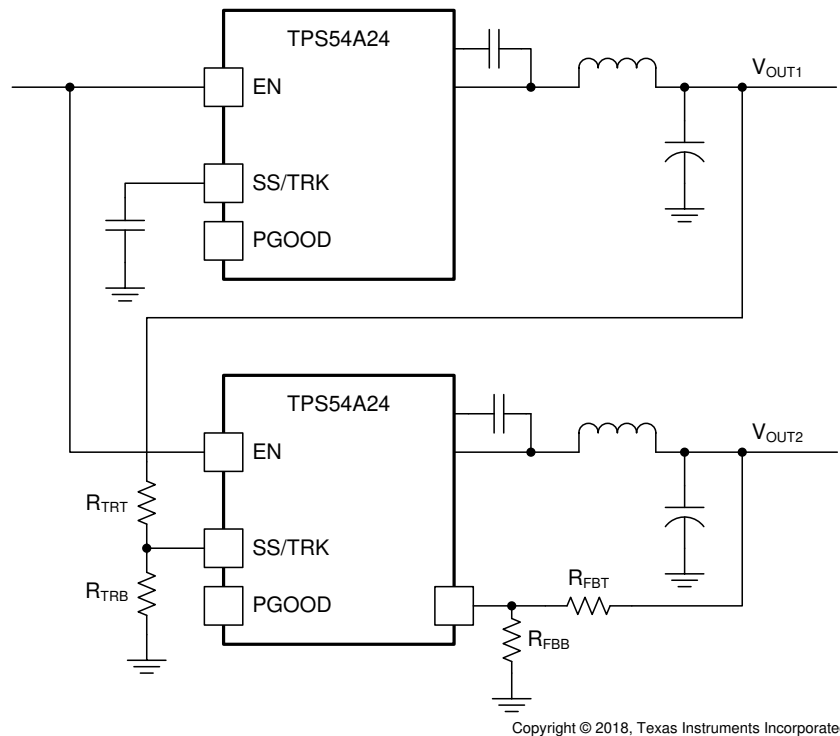 TPS54A24
EN
SS/TRK
PGOOD
VOUT1
TPS54A24
EN
SS/TRK
PGOOD
VOUT2
RTRT
RTRB
RFBT
RFBB
Copyright © 2018, Texas Instruments Incorporate